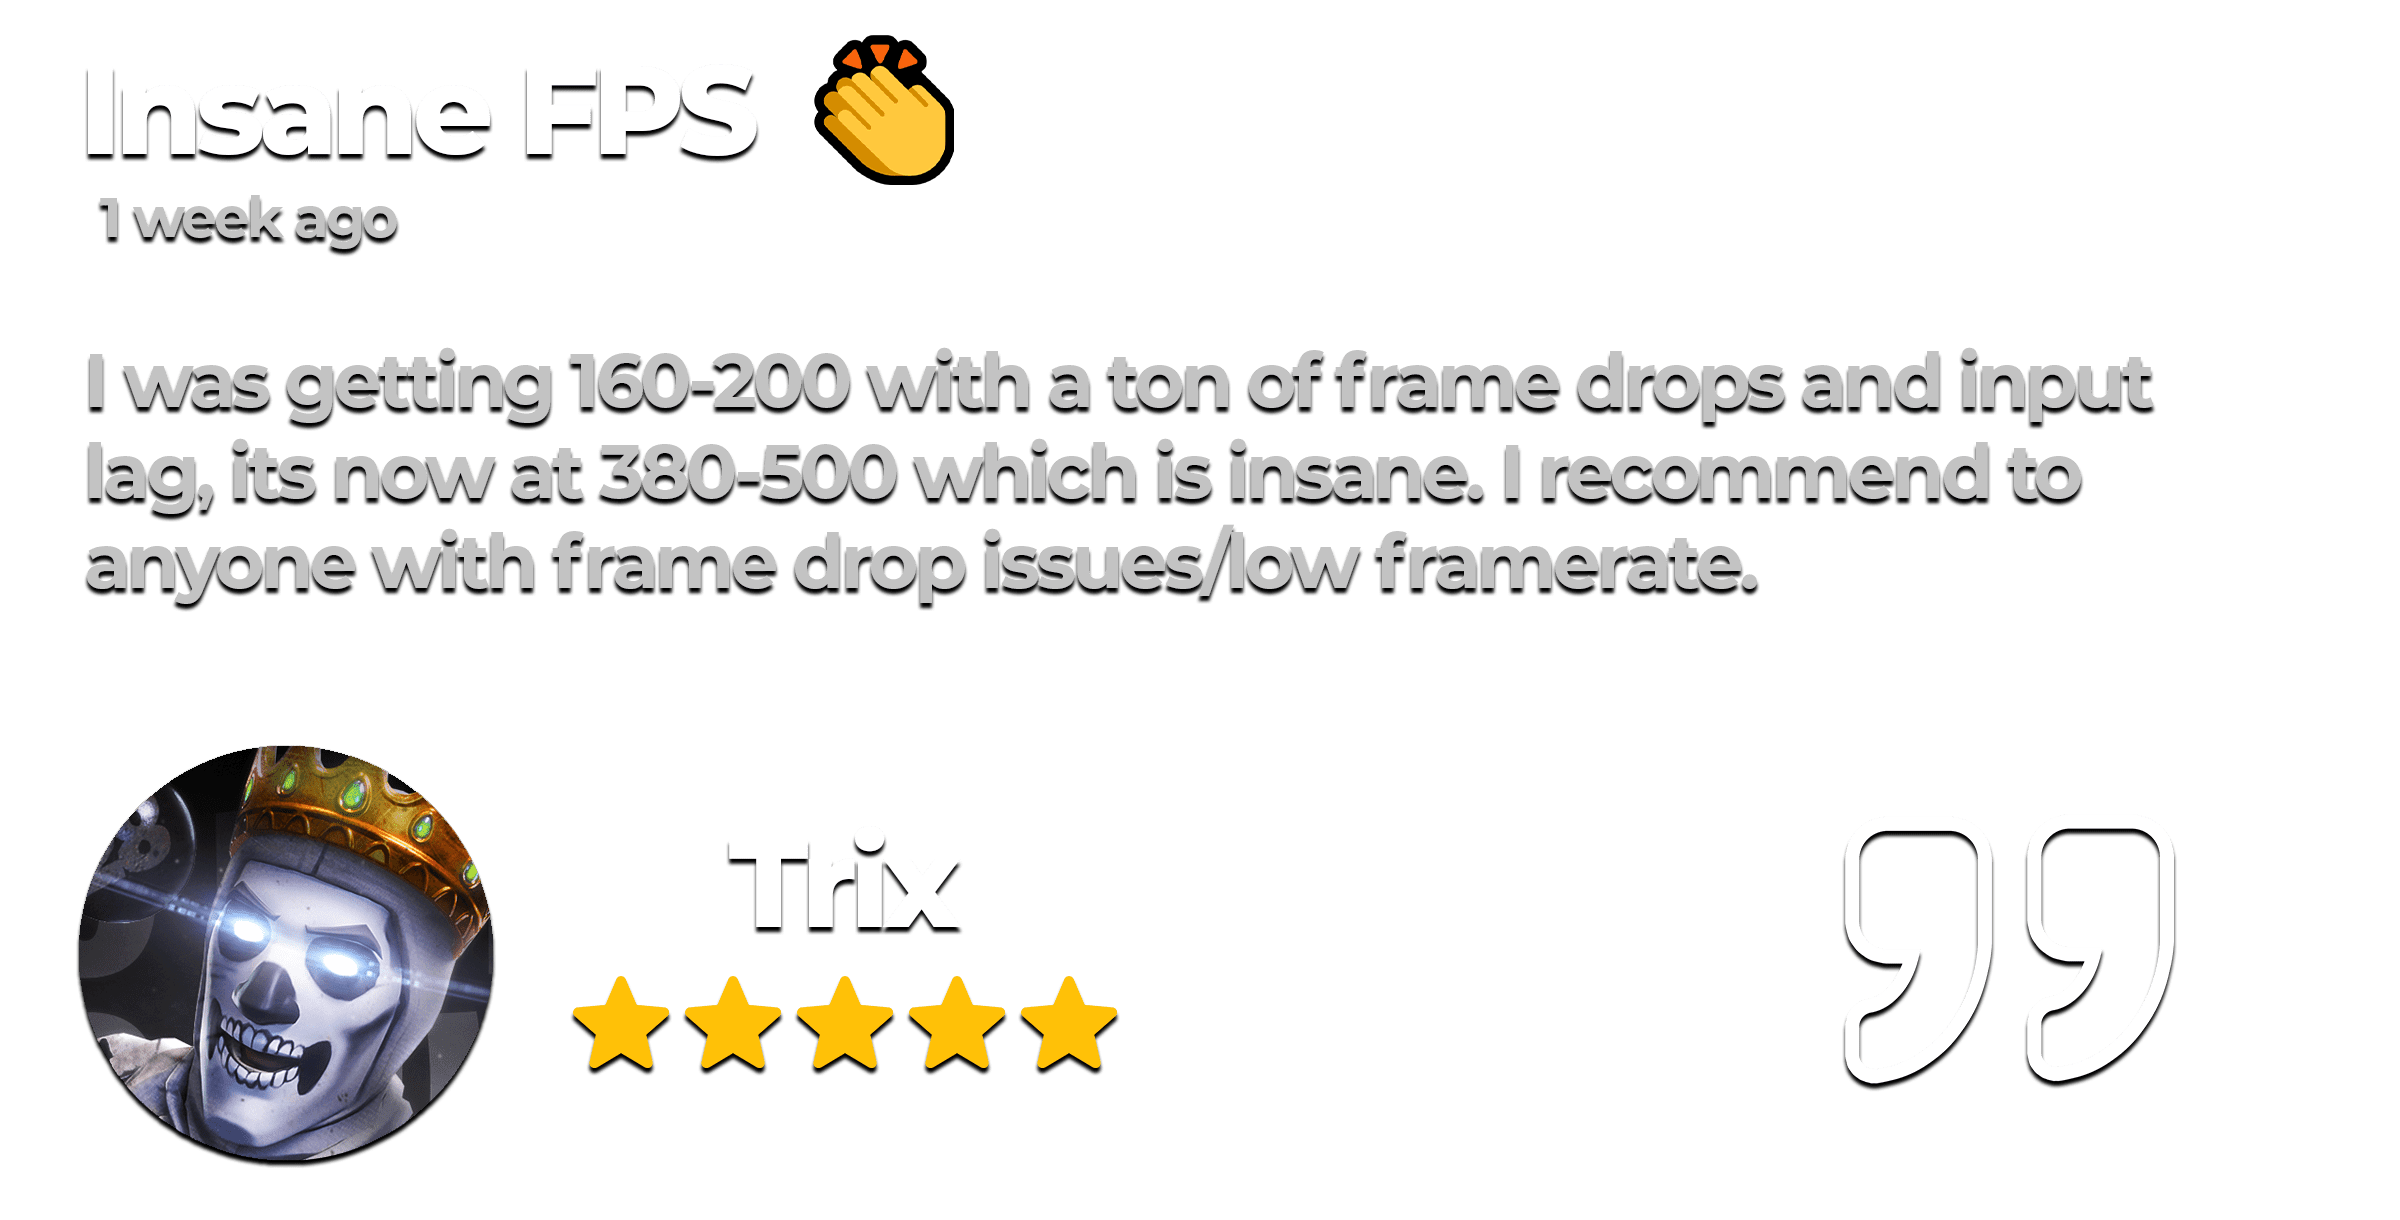 Insane FPS 👏
1 week ago
I was getting 160-200 with a ton of frame drops and input
lag, its now at 380-500 which is insane. I recommend to
anyone with frame drop issues/low framerate.
Trix